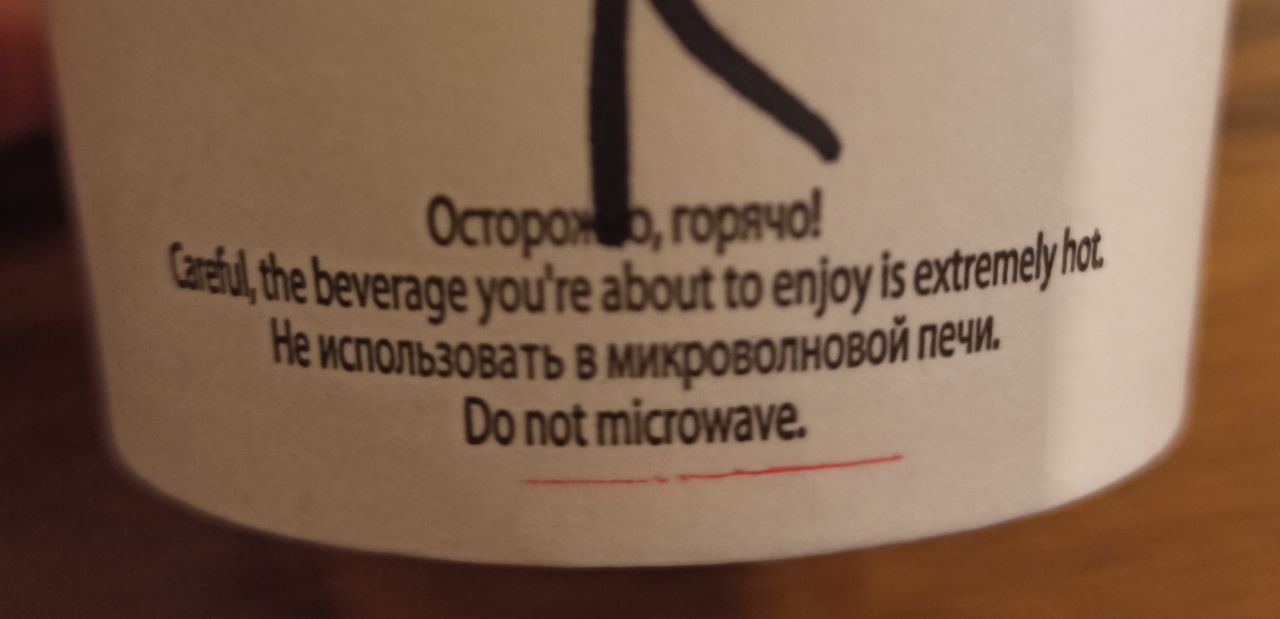 Осторожно, горячо!
Careful, the beverage you're about to enjoy is extremely hot.
Не использовать в микроволновой печи.
Do not microwave.